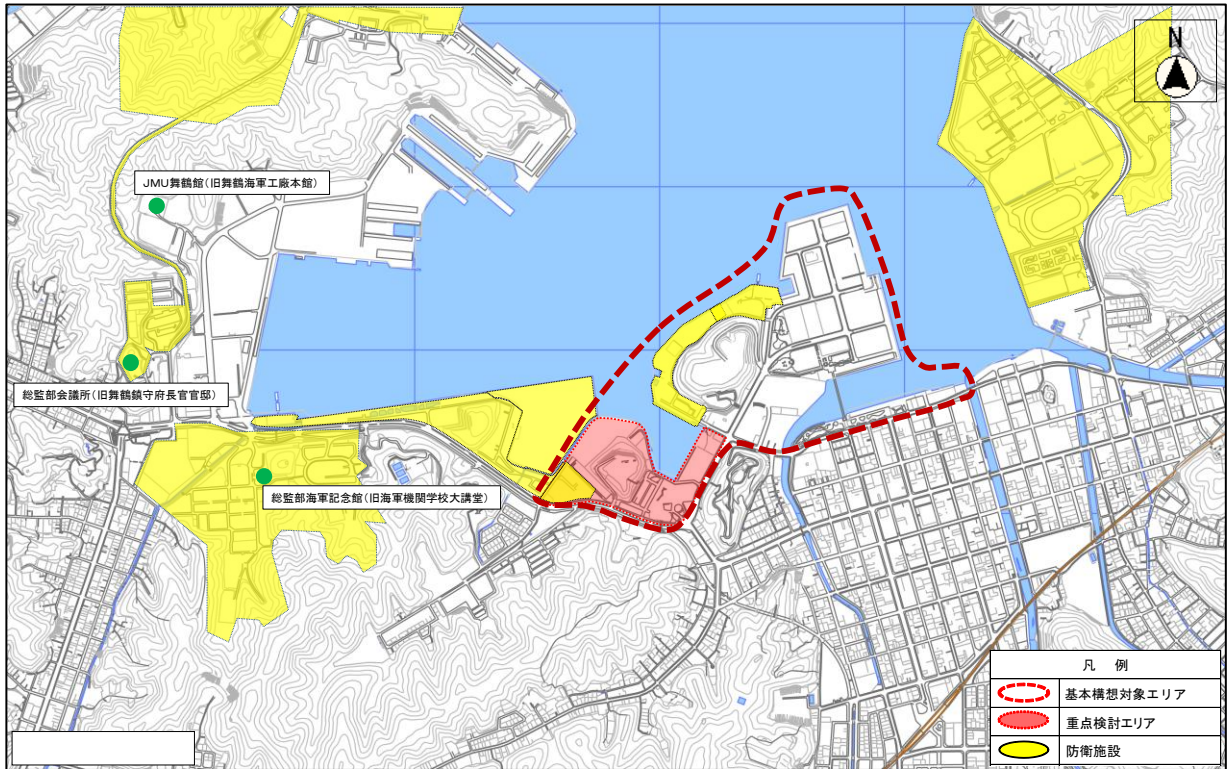 N
JMU舞鶴館(旧舞鶴海軍工廠本館)
総監部会議所(旧舞鶴鎮守府長官官邸)
総監部海軍記念館(旧海軍機関学校大講堂)
凡 例
基本構想対象エリア
重点検討エリア
防衛施設